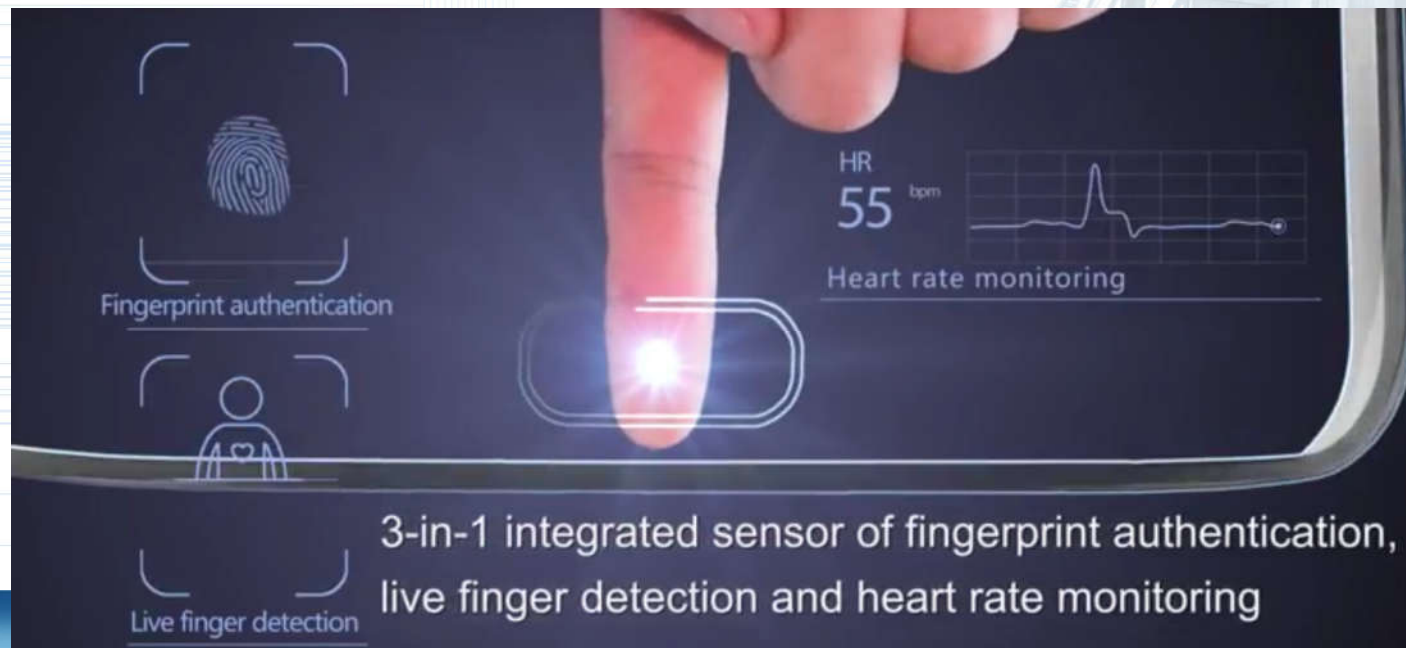 Fingerprint authentication
HR
55 bpm
Heart rate monitoring
Live finger detection
3-in-1 integrated sensor of fingerprint authentication,
live finger detection and heart rate monitoring